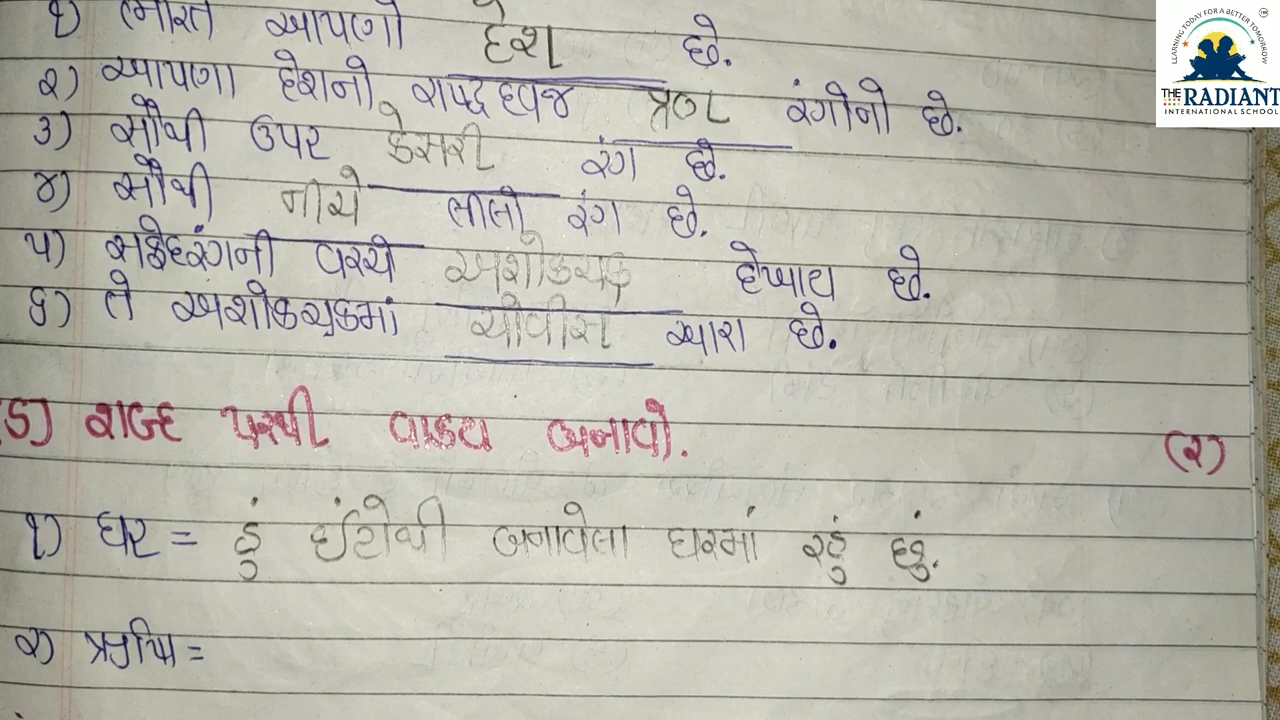 ૧) ભારત આપણો દેશ છે.
૨) આપણા દેશનો રાષ્ટ્રધ્વજ ત્રણ રંગોનો છે.
૩) સૌથી ઉપર કેસરી રંગ છે.
૪) સૌથી નીચે લીલો રંગ છે.
૫) સફેદરંગની વચ્ચે અશોકચક્ર દેખાય છે.
૬) તે અશોકચક્રમાં ચોવીસ આરા છે.
ડ) શબ્દ પરથી વાક્ય બનાવો. (૨)
૧) ઘર = હું ઈંટોથી બનાવેલા ઘરમાં રહું છું.
૨) ઋષિ =
LEARNING TODAY FOR A BETTER TOMORROW
THE RADIANT
INTERNATIONAL SCHOOL